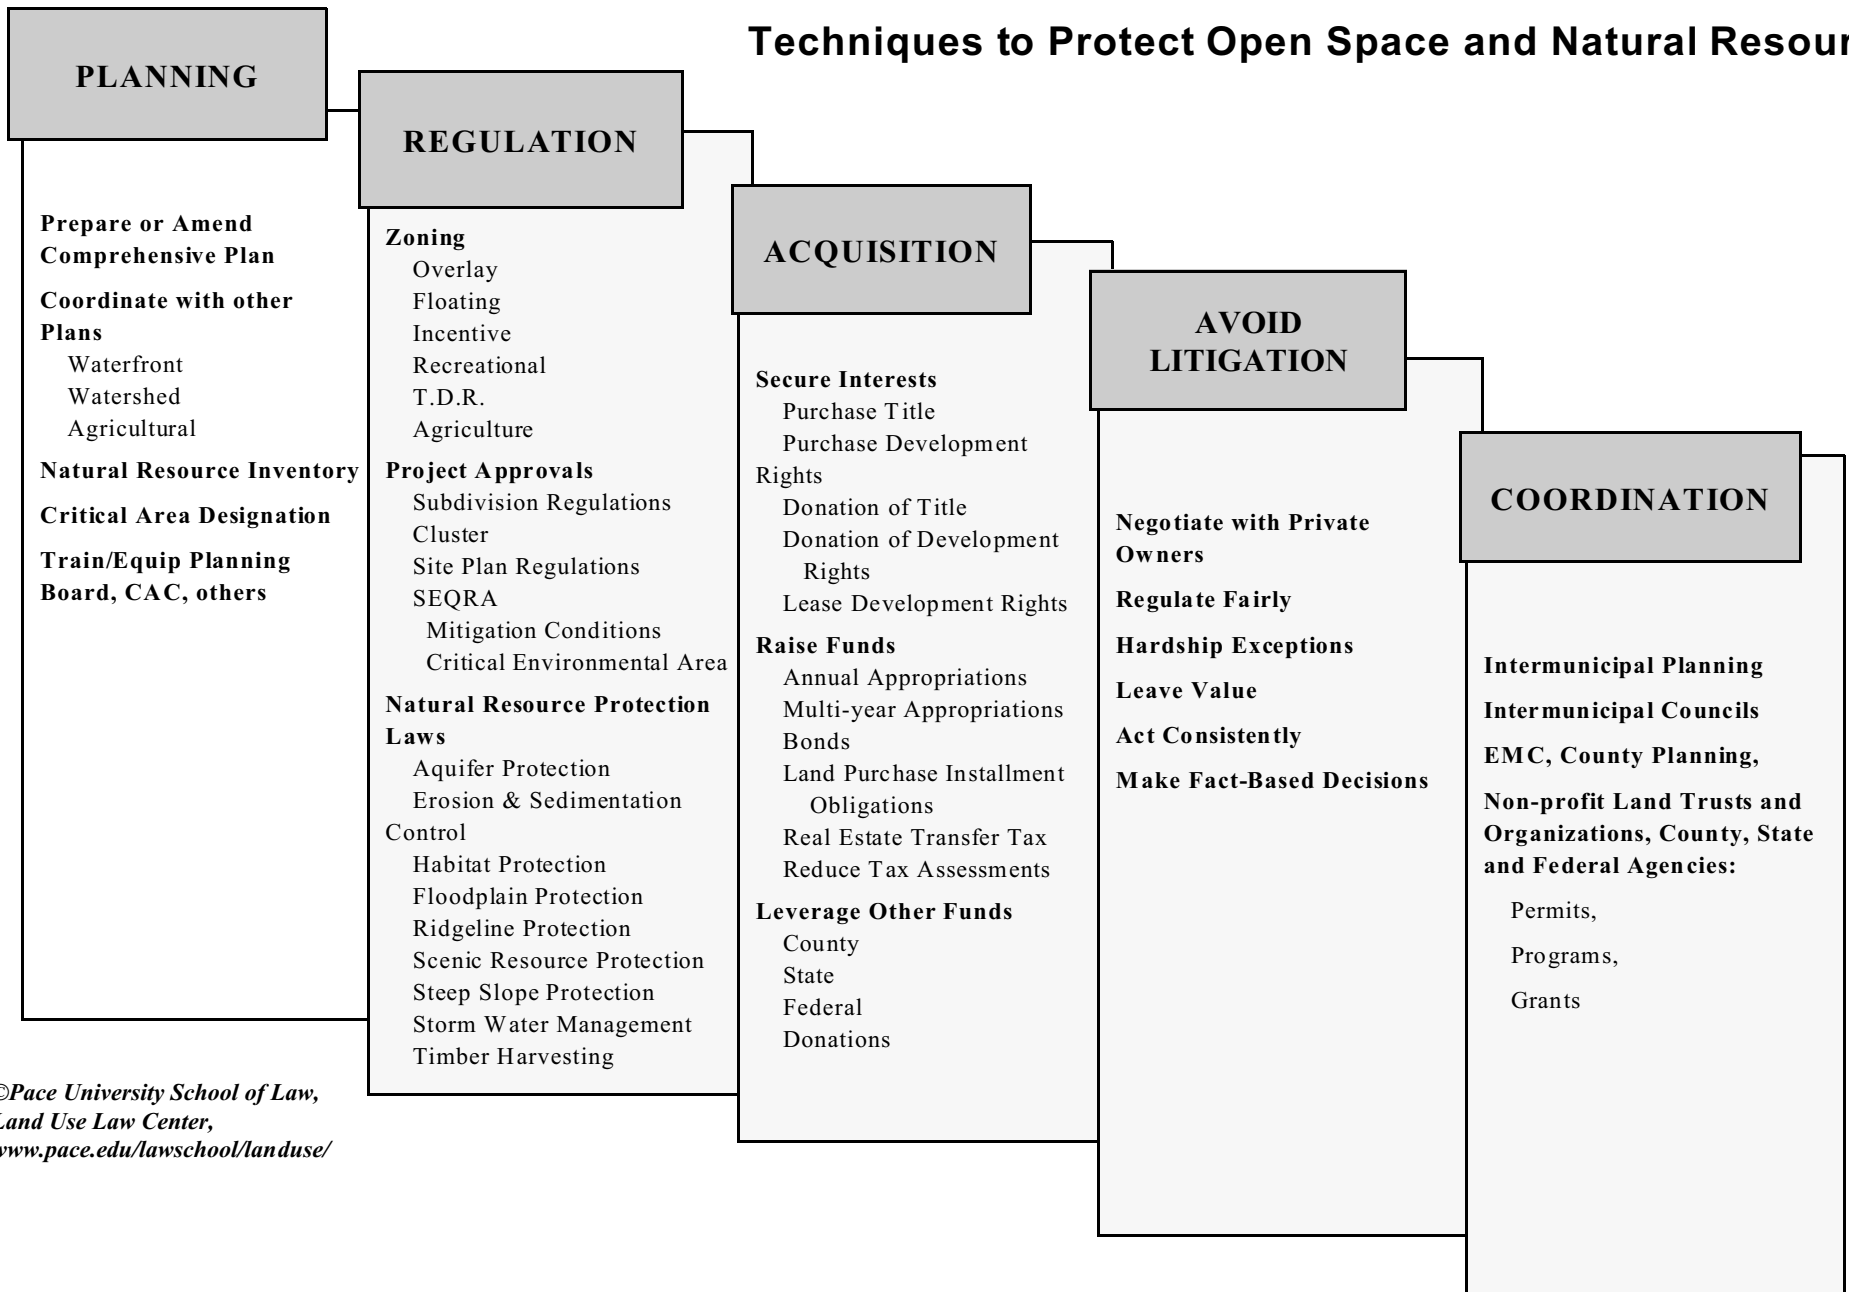 Techniques to Protect Open Space and Natural Resour
PLANNING
Prepare or Amend
Comprehensive Plan
Coordinate with other
Plans
Waterfront
Watershed
Agricultural
Natural Resource Inventory
Critical Area Designation
Train/Equip Planning
Board, CAC, others
REGULATION
Zoning
Overlay
Floating
Incentive
Recreational
T.D.R.
Agriculture
Project Approvals
Subdivision Regulations
Cluster
Site Plan Regulations
SEQRA
Mitigation Conditions
Critical Environmental Area
Natural Resource Protection
Laws
Aquifer Protection
Erosion & Sedimentation
Control
Habitat Protection
Floodplain Protection
Ridgeline Protection
Scenic Resource Protection
Steep Slope Protection
Storm Water Management
Timber Harvesting
ACQUISITION
Secure Interests
Purchase Title
Purchase Development
Rights
Donation of Title
Donation of Development
Rights
Lease Development Rights
Raise Funds
Annual Appropriations
Multi-year Appropriations
Bonds
Land Purchase Installment
Obligations
Real Estate Transfer Tax
Reduce Tax Assessments
Leverage Other Funds
County
State
Federal
Donations
AVOID
LITIGATION
Negotiate with Private
Owners
Regulate Fairly
Hardship Exceptions
Leave Value
Act Consistently
Make Fact-Based Decisions
COORDINATION
Intermunicipal Planning
Intermunicipal Councils
EMC, County Planning,
Non-profit Land Trusts and
Organizations, County, State
and Federal Agencies:
Permits,
Programs,
Grants
©Pace University School of Law,
Land Use Law Center,
www.pace.edu/lawschool/landuse/